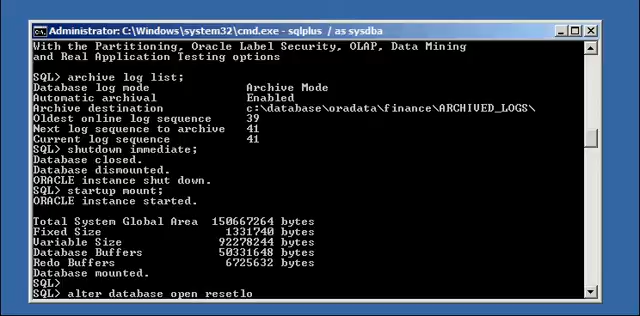 Administrator: C:\Windows\system32\cmd.exe - sqlplus / as sysdba
With the Partitioning, Oracle Label Security, OLAP, Data Mining
and Real Application Testing options
SQL> archive log list;
Database log mode              Archive Mode
Automatic archival             Enabled
Archive destination            c:\database\oradata\finance\ARCHIVED_LOGS\
Oldest online log sequence     39
Next log sequence to archive   41
Current log sequence           41
SQL> shutdown immediate;
Database closed.
Database dismounted.
ORACLE instance shut down.
SQL> startup mount;
ORACLE instance started.
Total System Global Area  150667264 bytes
Fixed Size                  1331740 bytes
Variable Size              92278244 bytes
Database Buffers           50331648 bytes
Redo Buffers                6725632 bytes
Database mounted.
SQL>
SQL> alter database open resetlo